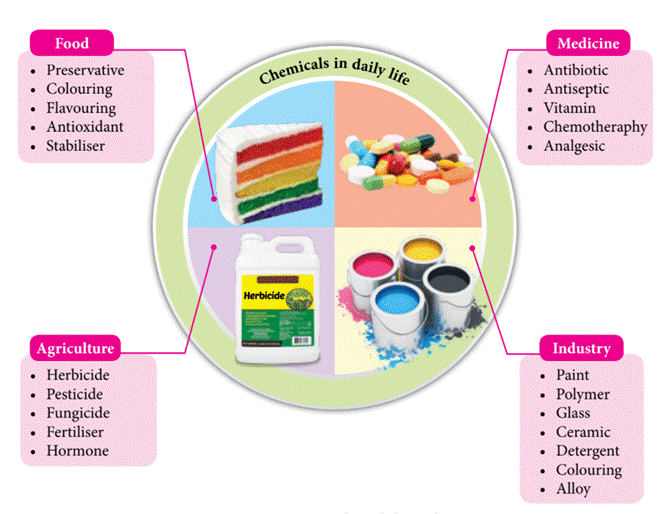 Chemicals in daily life
Food
• Preservative
• Colouring
• Flavouring
• Antioxidant
• Stabiliser
Medicine
• Antibiotic
• Antiseptic
• Vitamin
• Chemotheraphy
• Analgesic
Herbicide
Agriculture
• Herbicide
• Pesticide
• Fungicide
• Fertiliser
• Hormone
Industry
• Paint
• Polymer
• Glass
• Ceramic
• Detergent
• Colouring
• Alloy